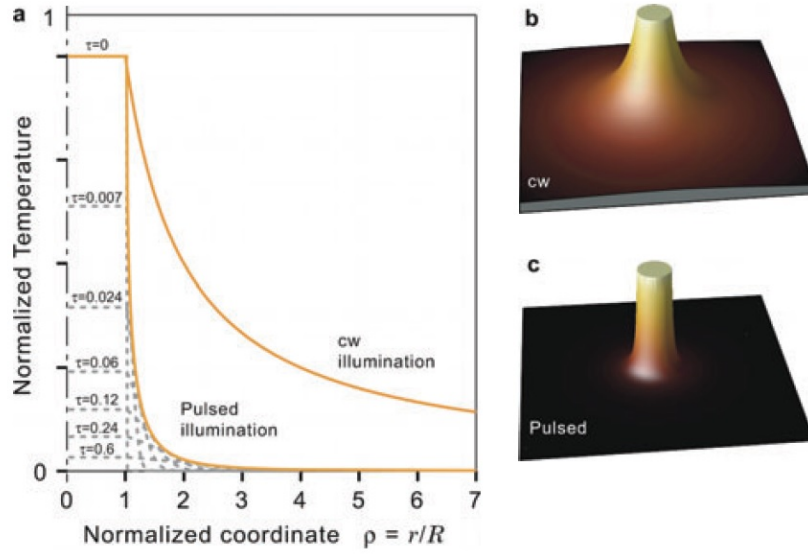 a
1
τ=0
τ=0.007
τ=0.024
τ=0.06
τ=0.12
τ=0.24
τ=0.6
0
Normalized Temperature
cw
illumination
Pulsed
illumination
0 1 2 3 4 5 6 7
Normalized coordinate ρ = r/R
b
cw
c
Pulsed